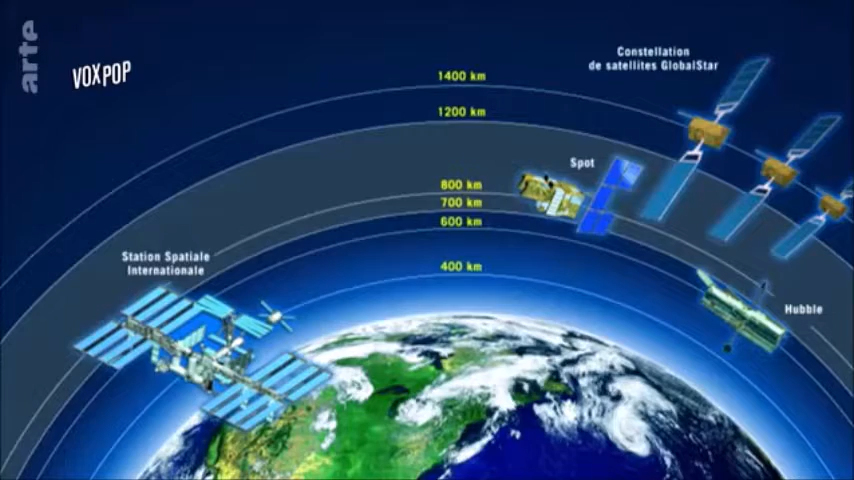 arte
VOXPOP
Constellation
de satellites GlobalStar
1400 km
1200 km
Spot
800 km
700 km
600 km
Station Spatiale
Internationale
400 km
Hubble